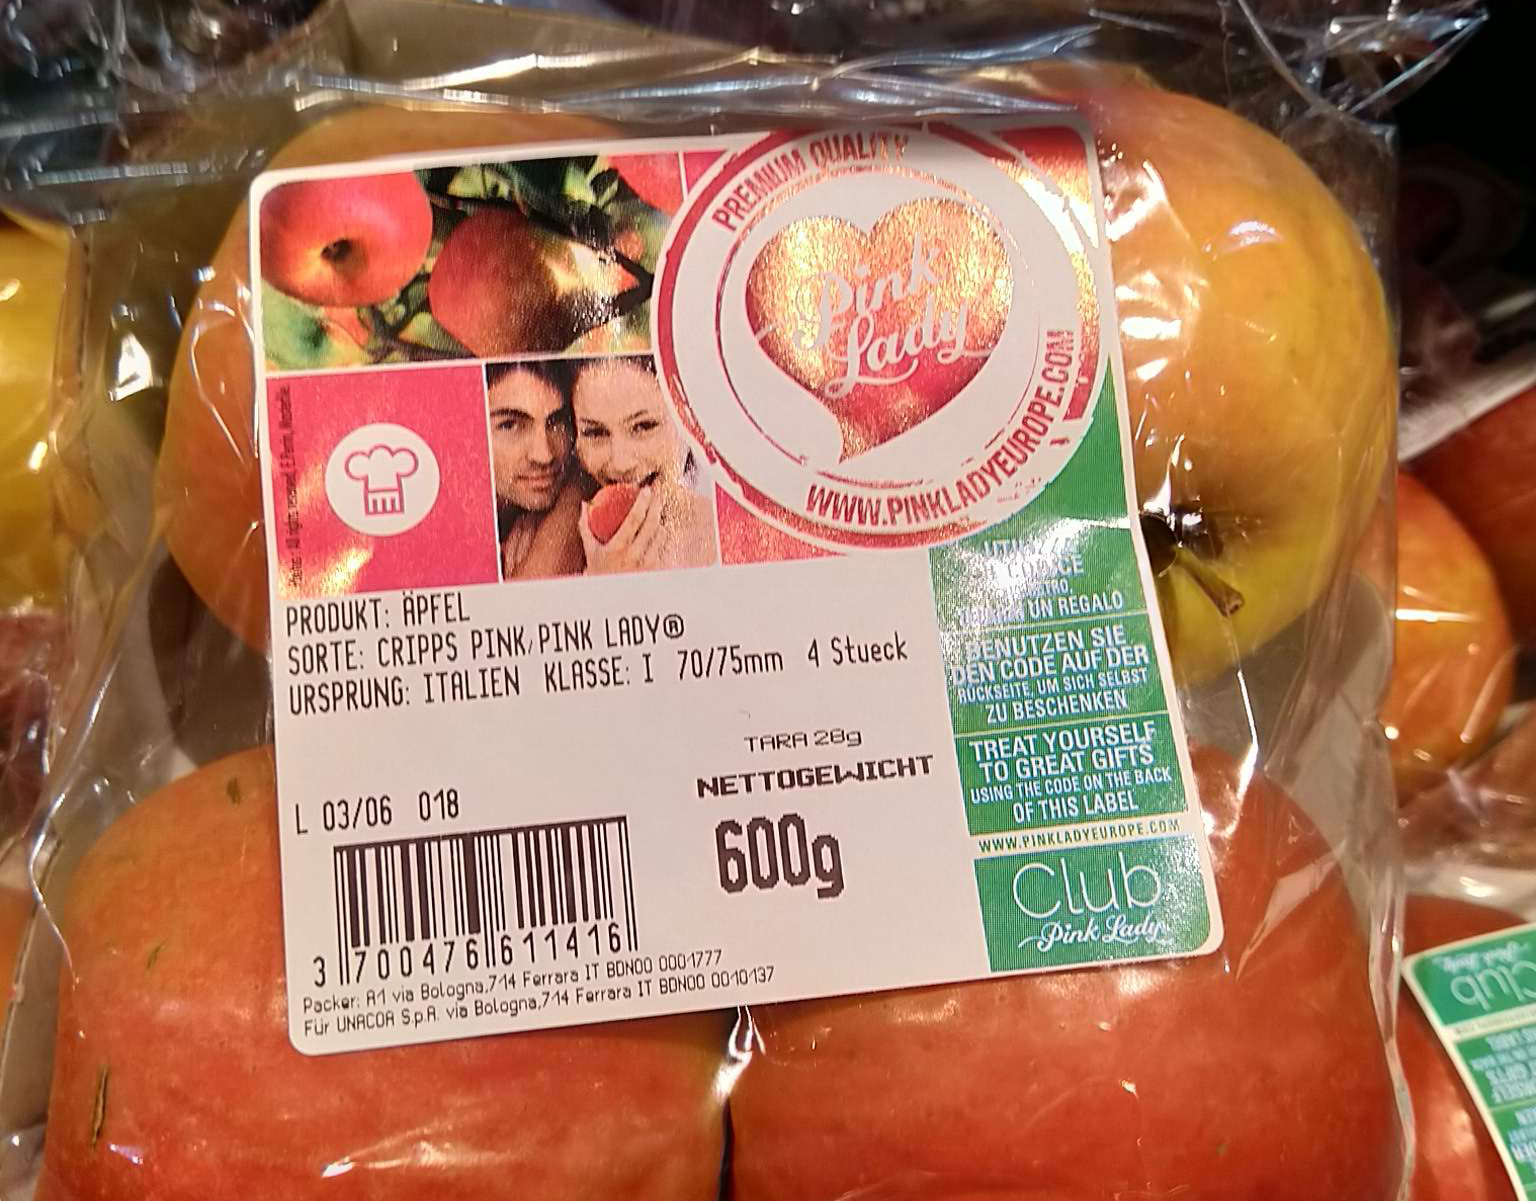 PREMIUM QUALITY
Pink
Lady
WWW.PINKLADYEUROPE.COM
PRODUKT: ÄPFEL
SORTE: CRIPPS PINK/PINK LADY®
URSPRUNG: ITALIEN KLASSE: I 70/75mm 4 Stueck
TARA 28g
NETTOGEWICHT
600g
L 03/06 018
3 700476 611416
Packer: A1 via Bologna,714 Ferrara IT BDNOO 0001777
Für UNACOA S.p.A. via Bologna,714 Ferrara IT BDNOO 0010137
UN REGALO
BENUTZEN SIE
DEN CODE AUF DER
RÜCKSEITE, UM SICH SELBST
ZU BESCHENKEN
TREAT YOURSELF
TO GREAT GIFTS
USING THE CODE ON THE BACK
OF THIS LABEL
WWW.PINKLADYEUROPE.COM
Club
Pink Lady
Club